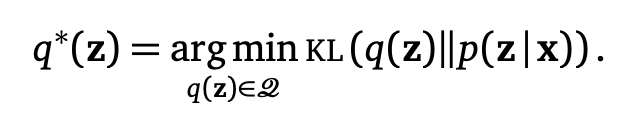 q*(z) = arg min KL (q(z)‖p(z | x)) .
q(z)∈𝒬